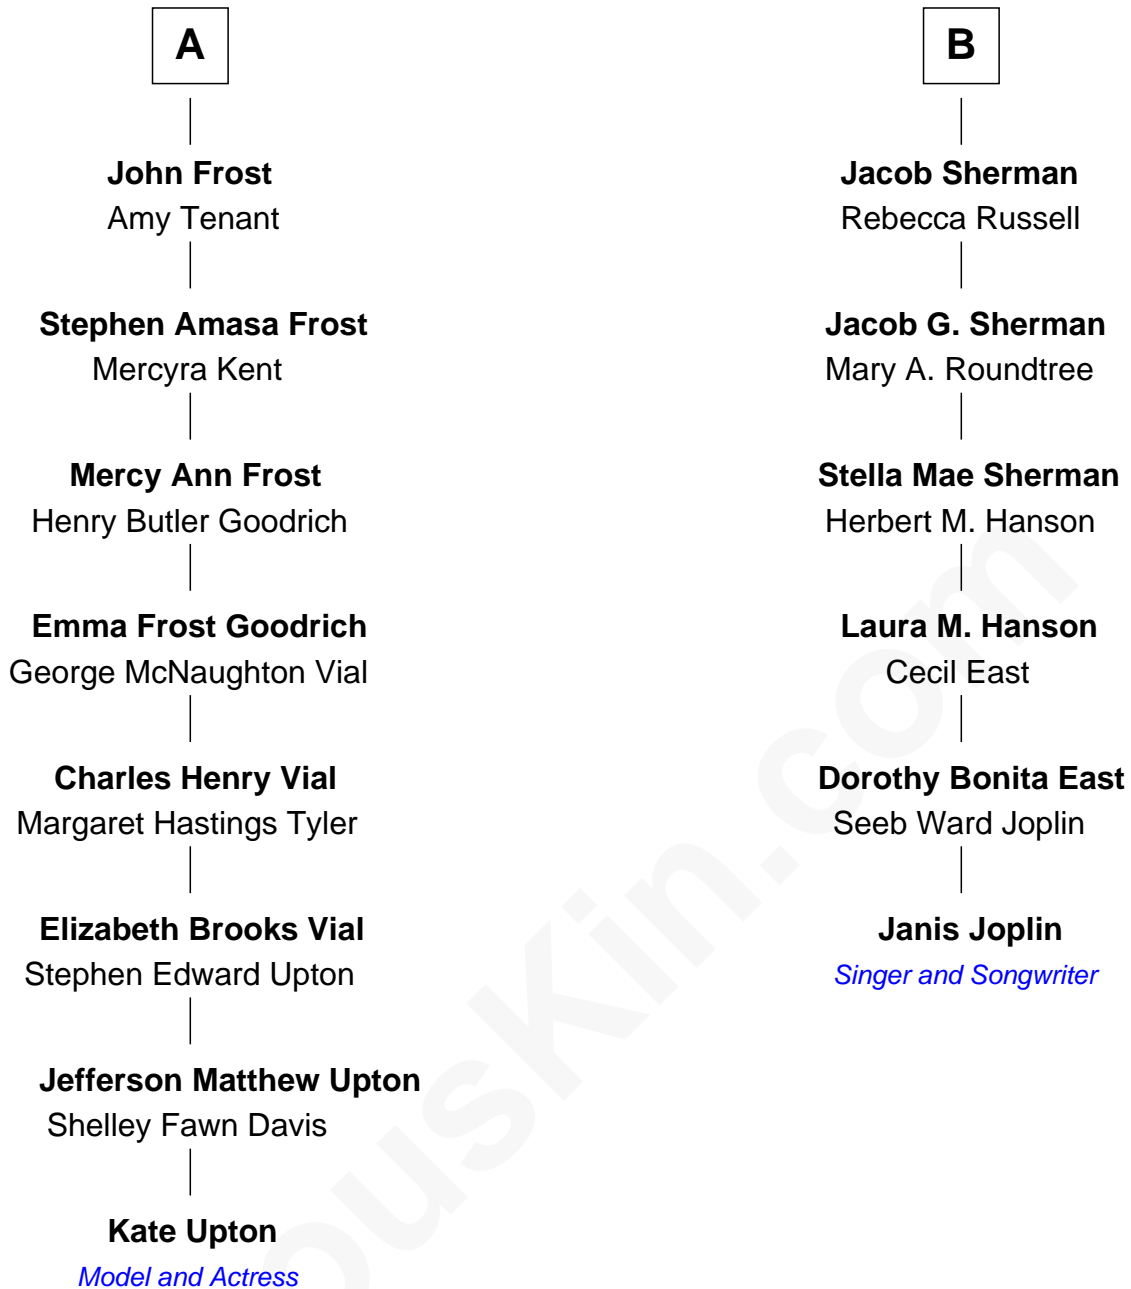 A
John Frost
Amy Tenant
Stephen Amasa Frost
Mercyra Kent
Mercy Ann Frost
Henry Butler Goodrich
Emma Frost Goodrich
George McNaughton Vial
Charles Henry Vial
Margaret Hastings Tyler
Elizabeth Brooks Vial
Stephen Edward Upton
Jefferson Matthew Upton
Shelley Fawn Davis
Kate Upton
Model and Actress
B
Jacob Sherman
Rebecca Russell
Jacob G. Sherman
Mary A. Roundtree
Stella Mae Sherman
Herbert M. Hanson
Laura M. Hanson
Cecil East
Dorothy Bonita East
Seeb Ward Joplin
Janis Joplin
Singer and Songwriter
ousKin.com